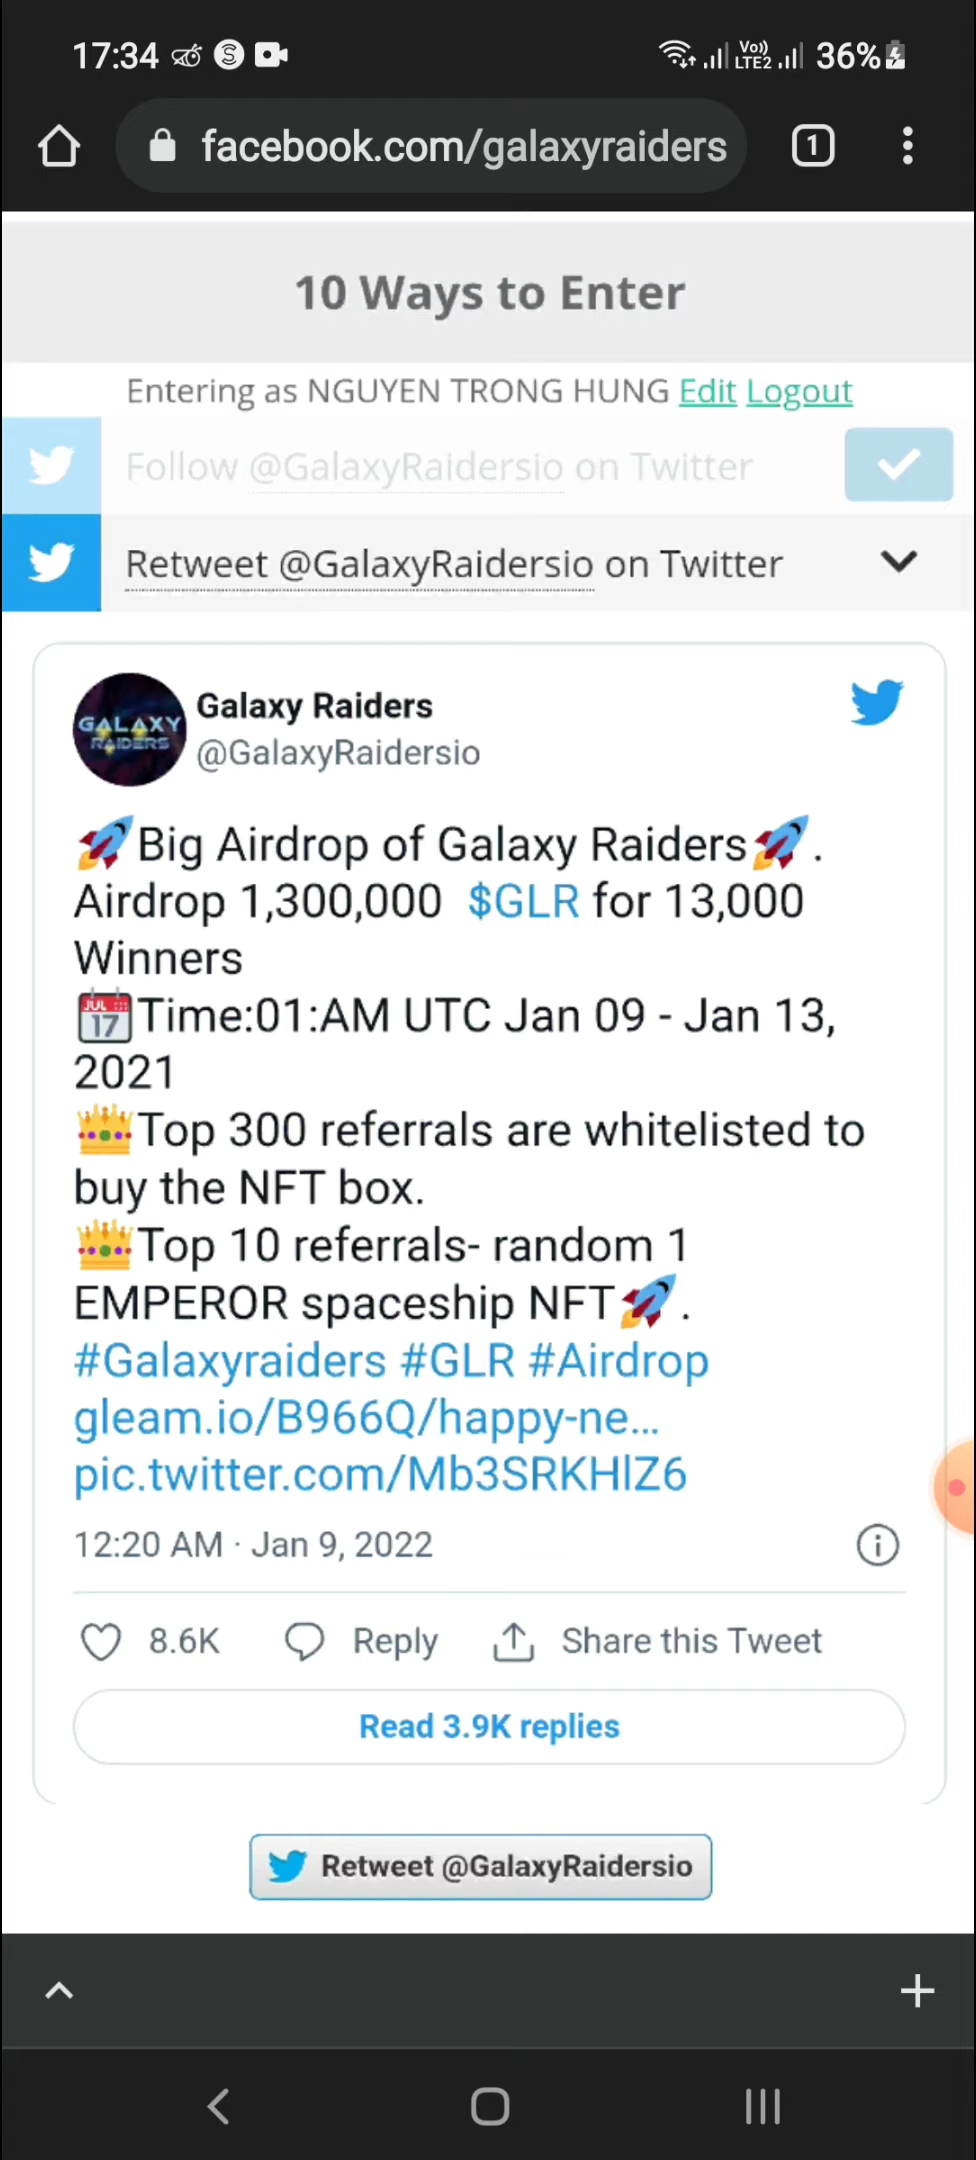 17:34
Vo)) LTE2 36%
facebook.com/galaxyraiders
1
10 Ways to Enter
Entering as NGUYEN TRONG HUNG Edit Logout
Follow @GalaxyRaidersio on Twitter
Retweet @GalaxyRaidersio on Twitter
GALAXY
RAIDERS
Galaxy Raiders
@GalaxyRaidersio
🚀Big Airdrop of Galaxy Raiders🚀.
Airdrop 1,300,000 $GLR for 13,000
Winners
📅Time:01:AM UTC Jan 09 - Jan 13,
2021
👑Top 300 referrals are whitelisted to
buy the NFT box.
👑Top 10 referrals- random 1
EMPEROR spaceship NFT🚀.
#Galaxyraiders #GLR #Airdrop
gleam.io/B966Q/happy-ne...
pic.twitter.com/Mb3SRKHlZ6
12:20 AM · Jan 9, 2022
8.6K Reply Share this Tweet
Read 3.9K replies
Retweet @GalaxyRaidersio